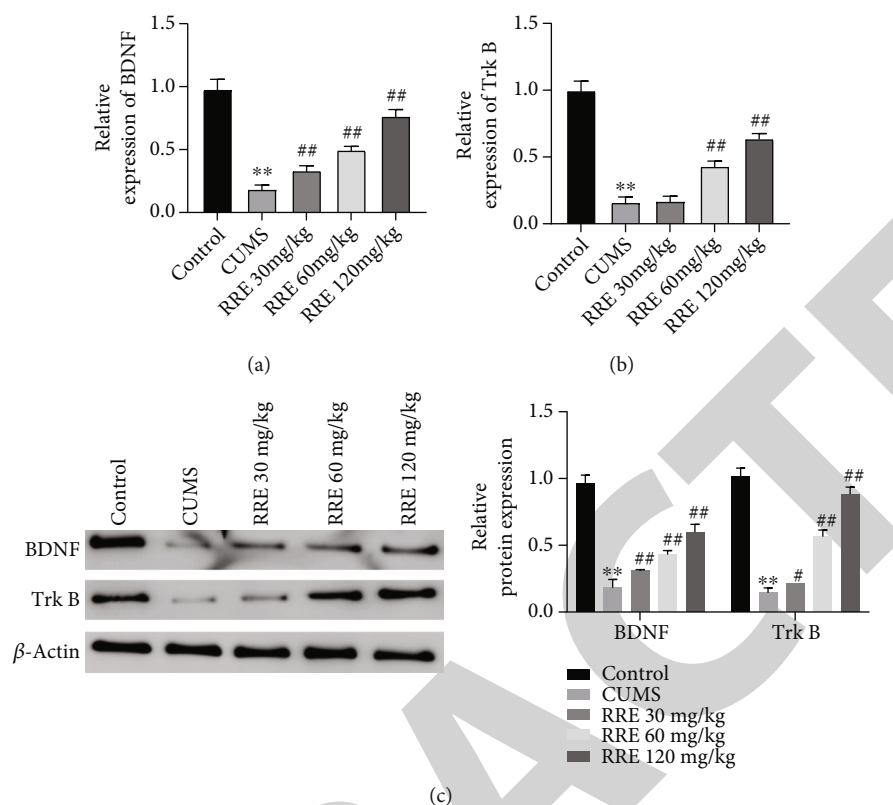 Relative
expression of BDNF
1.5
1.0
0.5
0.0
**
##
##
##
Control
CUMS
RRE 30mg/kg
RRE 60mg/kg
RRE 120mg/kg
(a)
Relative
expression of Trk B
1.5
1.0
0.5
0.0
**
##
##
Control
CUMS
RRE 30mg/kg
RRE 60mg/kg
RRE 120mg/kg
(b)
Control
CUMS
RRE 30 mg/kg
RRE 60 mg/kg
RRE 120 mg/kg
BDNF
Trk B
β-Actin
Relative
protein expression
1.5
1.0
0.5
0.0
**
##
##
##
**
#
##
##
BDNF
Trk B
Control
CUMS
RRE 30 mg/kg
RRE 60 mg/kg
RRE 120 mg/kg
(c)